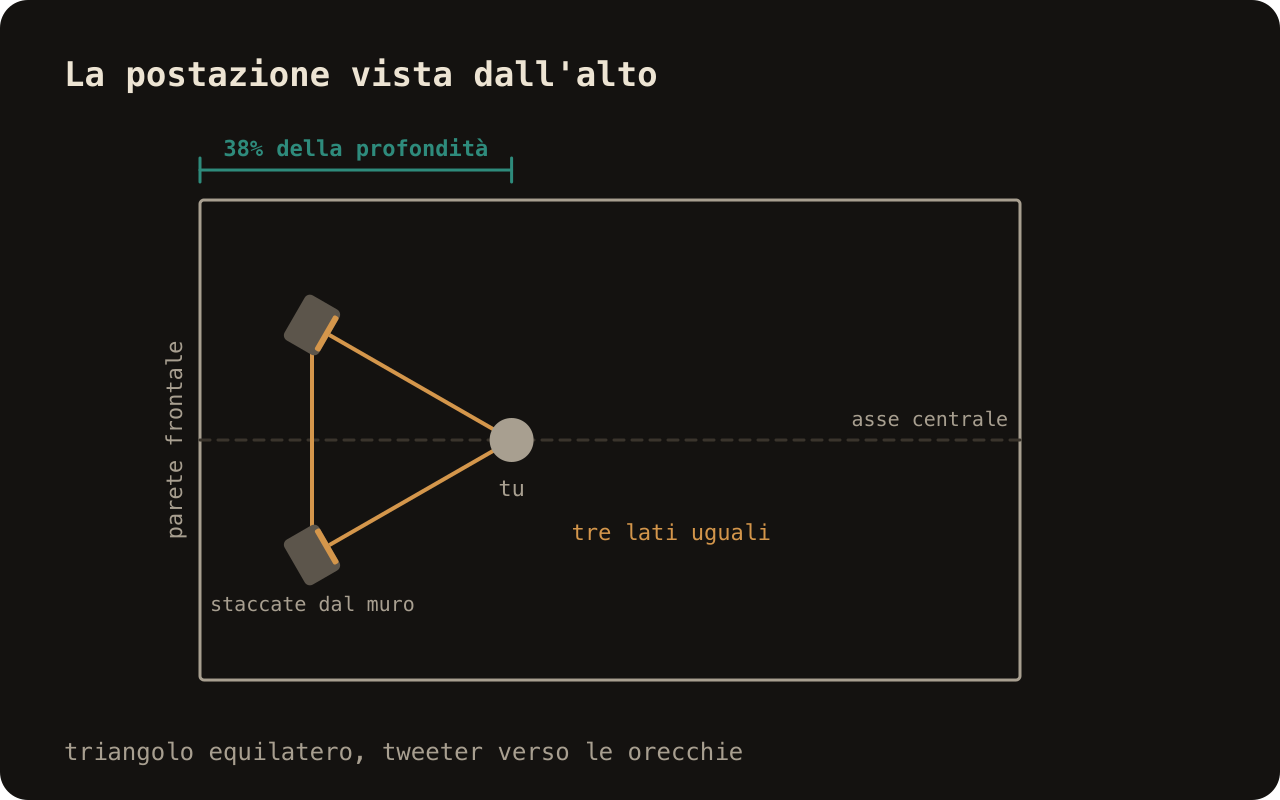 La postazione vista dall'alto
38% della profondità
parete frontale
asse centrale
tu
tre lati uguali
staccate dal muro
triangolo equilatero, tweeter verso le orecchie